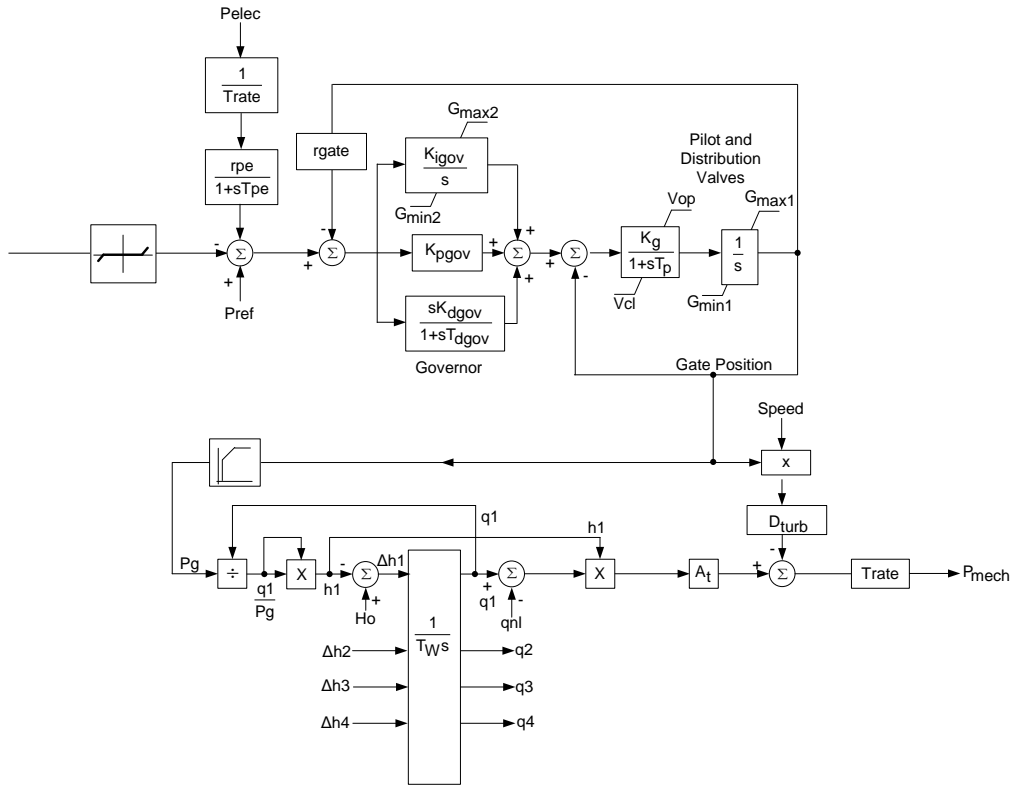 Pelec
1
Trate
rpe
1+sTpe
-
+
Pref
rgate
-
+
Gmax2
Kigov
s
Gmin2
Kpgov
sKdgov
1+sTdgov
Governor
+
+
+
Σ
Σ
Σ
Σ
+
-
Pilot and
Distribution
Valves
Vop
Kg
1+sTp
Vcl
Gmax1
1
s
Gmin1
Gate Position
Speed
x
Dturb
q1
h1
Pg
÷
q1
Pg
X
h1
-
Σ
+
Ho
Δh1
1
TWs
+
q1
Σ
-
qnl
X
At
+
-
Σ
Trate
Pmech
Δh2
q2
Δh3
q3
Δh4
q4